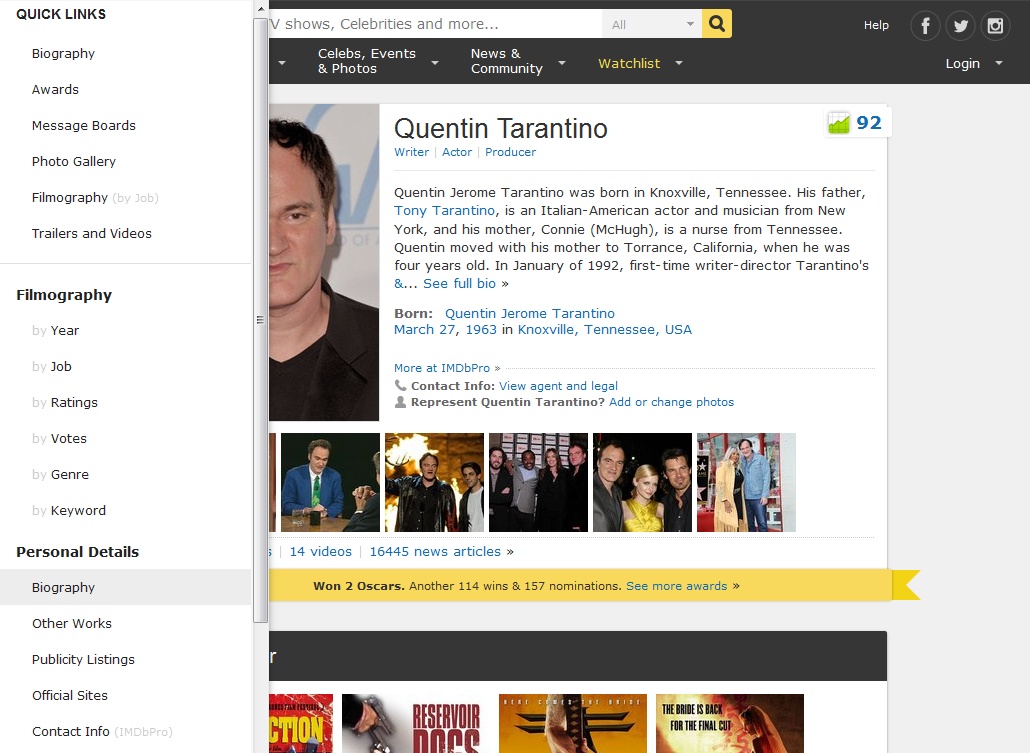 QUICK LINKS
Biography
Awards
Message Boards
Photo Gallery
Filmography (by Job)
Trailers and Videos
Filmography
by Year
by Job
by Ratings
by Votes
by Genre
by Keyword
Personal Details
Biography
Other Works
Publicity Listings
Official Sites
Contact Info (IMDbPro)
V shows, Celebrities and more...
All
Help
Celebs, Events
& Photos
News &
Community
Watchlist
Login
Quentin Tarantino
92
Writer | Actor | Producer
Quentin Jerome Tarantino was born in Knoxville, Tennessee. His father,
Tony Tarantino, is an Italian-American actor and musician from New
York, and his mother, Connie (McHugh), is a nurse from Tennessee.
Quentin moved with his mother to Torrance, California, when he was
four years old. In January of 1992, first-time writer-director Tarantino's
&... See full bio »
Born: Quentin Jerome Tarantino
March 27, 1963 in Knoxville, Tennessee, USA
More at IMDbPro »
Contact Info: View agent and legal
Represent Quentin Tarantino? Add or change photos
s | 14 videos | 16445 news articles »
Won 2 Oscars. Another 114 wins & 157 nominations. See more awards »
r
CTION
RESERVOIR
DOGS
HERE COMES THE BRIDE
THE BRIDE IS BACK
FOR THE FINAL CUT